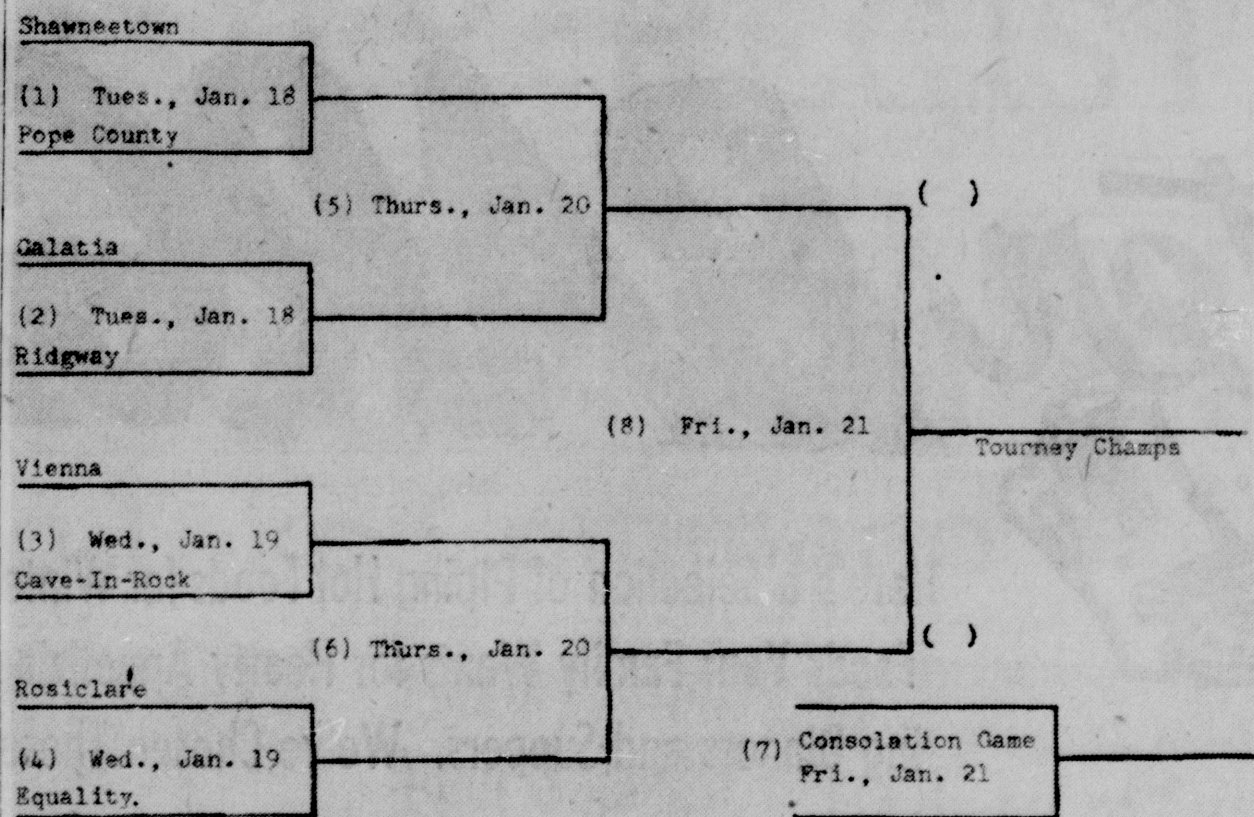 Shawneetown
(1) Tues., Jan. 18
Pope County
(5) Thurs., Jan. 20
( )
Galatia
(2) Tues., Jan. 18
Ridgway
(8) Fri., Jan. 21
Tourney Champs
Vienna
(3) Wed., Jan. 19
Cave-In-Rock
(6) Thurs., Jan. 20
( )
Rosiclare
(4) Wed., Jan. 19
Equality.
(7) Consolation Game
Fri., Jan. 21